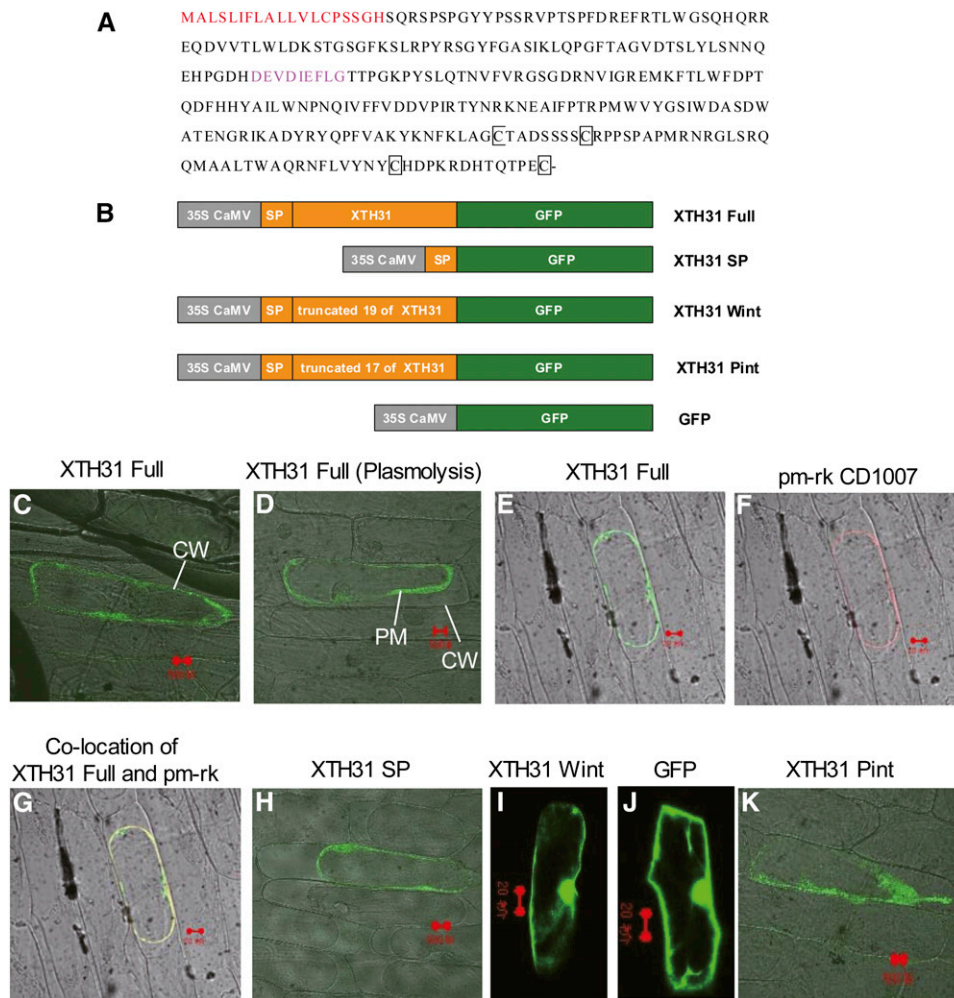 A
MALSLIFLALLVLCPSSGHSQRSPSPGYYPSSRVPTSPFDREFRTLWGSQHQRR
EQDVVTLWLDKSTGSGFKSLRPYRSGYFGASIKLQPGFTAGVDTSLYLSNNQ
EHPGDHDEVDIEFLGTTPGKPYSLQTNVFVRGSGDRNVIGREMKFTLWFDPT
QDFHHYAILWNPNQIVFFVDDVPIRTYNRKNEAIFPTRPMWVYGSIWDASDW
ATENGRIKADYRYQPFVAKYKNFKLAGCTADSSSSCRPPSPAPMRNRGLSRQ
QMAALTWAQRNFLVYNYCHDPKRDHTQTPEC-
B
35S CaMV SP XTH31 GFP XTH31 Full
35S CaMV SP GFP XTH31 SP
35S CaMV SP truncated 19 of XTH31 GFP XTH31 Wint
35S CaMV SP truncated 17 of XTH31 GFP XTH31 Pint
35S CaMV GFP GFP
XTH31 Full
C
CW
XTH31 Full (Plasmolysis)
D
PM
CW
XTH31 Full
E
pm-rk CD1007
F
Co-location of
XTH31 Full and pm-rk
G
XTH31 SP
H
XTH31 Wint
I
20
GFP
J
20
XTH31 Pint
K